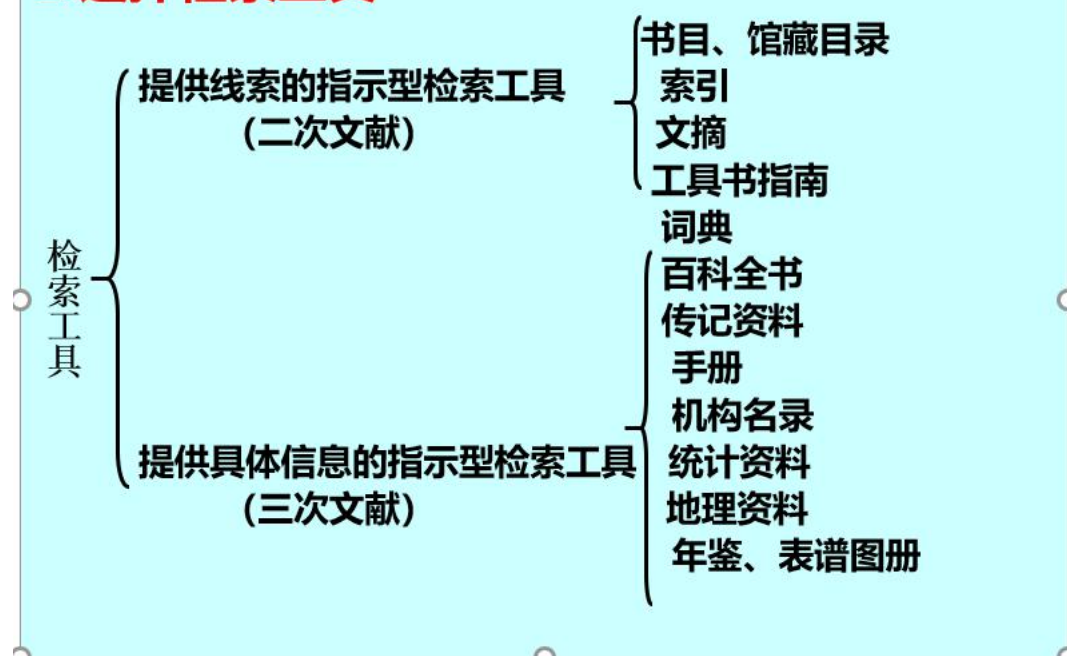 检索工具
提供线索的指示型检索工具
(二次文献)
书目、馆藏目录
索引
文摘
工具书指南
提供具体信息的指示型检索工具
(三次文献)
词典
百科全书
传记资料
手册
机构名录
统计资料
地理资料
年鉴、表谱图册